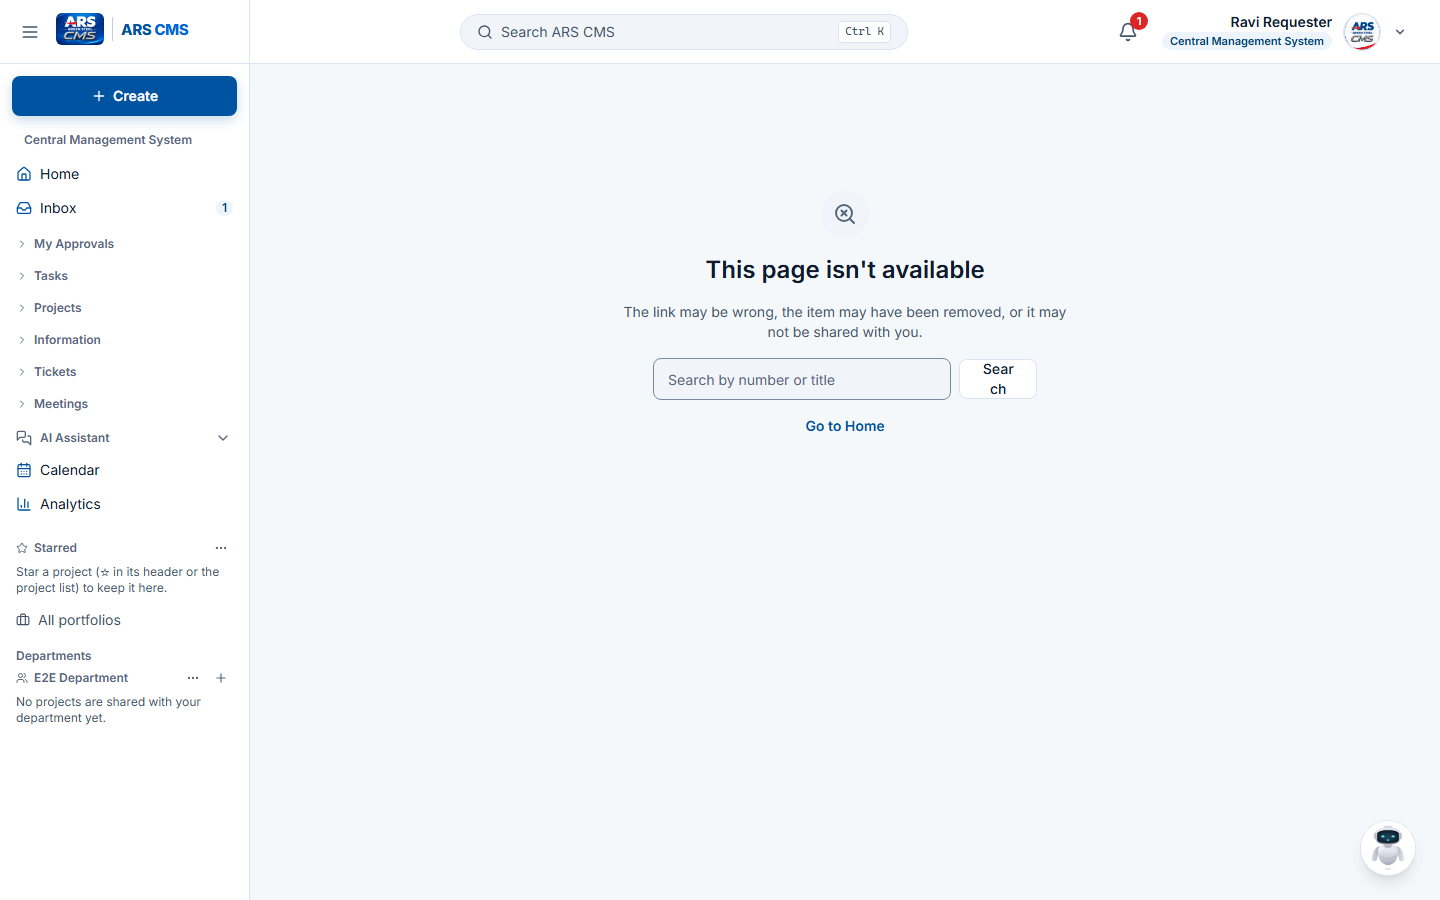 ARS
GREEN STEEL
CMS
ARS CMS
Search ARS CMS
Ctrl K
1
Ravi Requester
Central Management System
ARS
CMS
Create
Central Management System
Home
Inbox
1
My Approvals
Tasks
Projects
Information
Tickets
Meetings
AI Assistant
Calendar
Analytics
Starred
Star a project (☆ in its header or the
project list) to keep it here.
All portfolios
Departments
E2E Department
No projects are shared with your
department yet.
This page isn't available
The link may be wrong, the item may have been removed, or it may
not be shared with you.
Search by number or title
Sear
ch
Go to Home